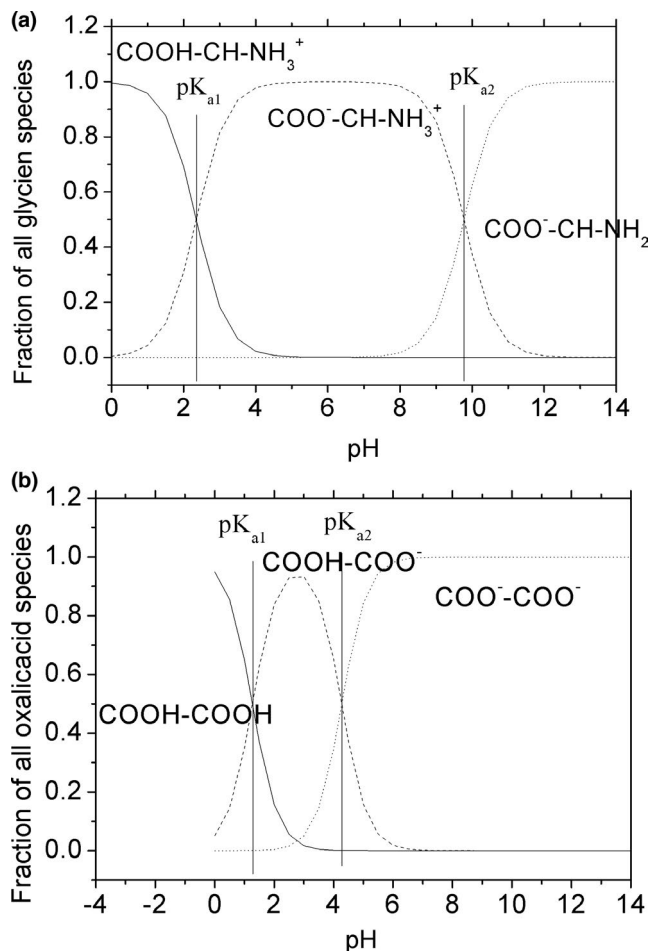 (a)
COOH-CH-NH3+
pKa1
pKa2
COO--CH-NH3+
COO--CH-NH2
Fraction of all glycien species
1.2
1.0
0.8
0.6
0.4
0.2
0.0
0 2 4 6 8 10 12 14
pH
(b)
pKa1
pKa2
COOH-COO-
COO--COO-
COOH-COOH
Fraction of all oxalicacid species
1.2
1.0
0.8
0.6
0.4
0.2
0.0
-4 -2 0 2 4 6 8 10 12 14
pH